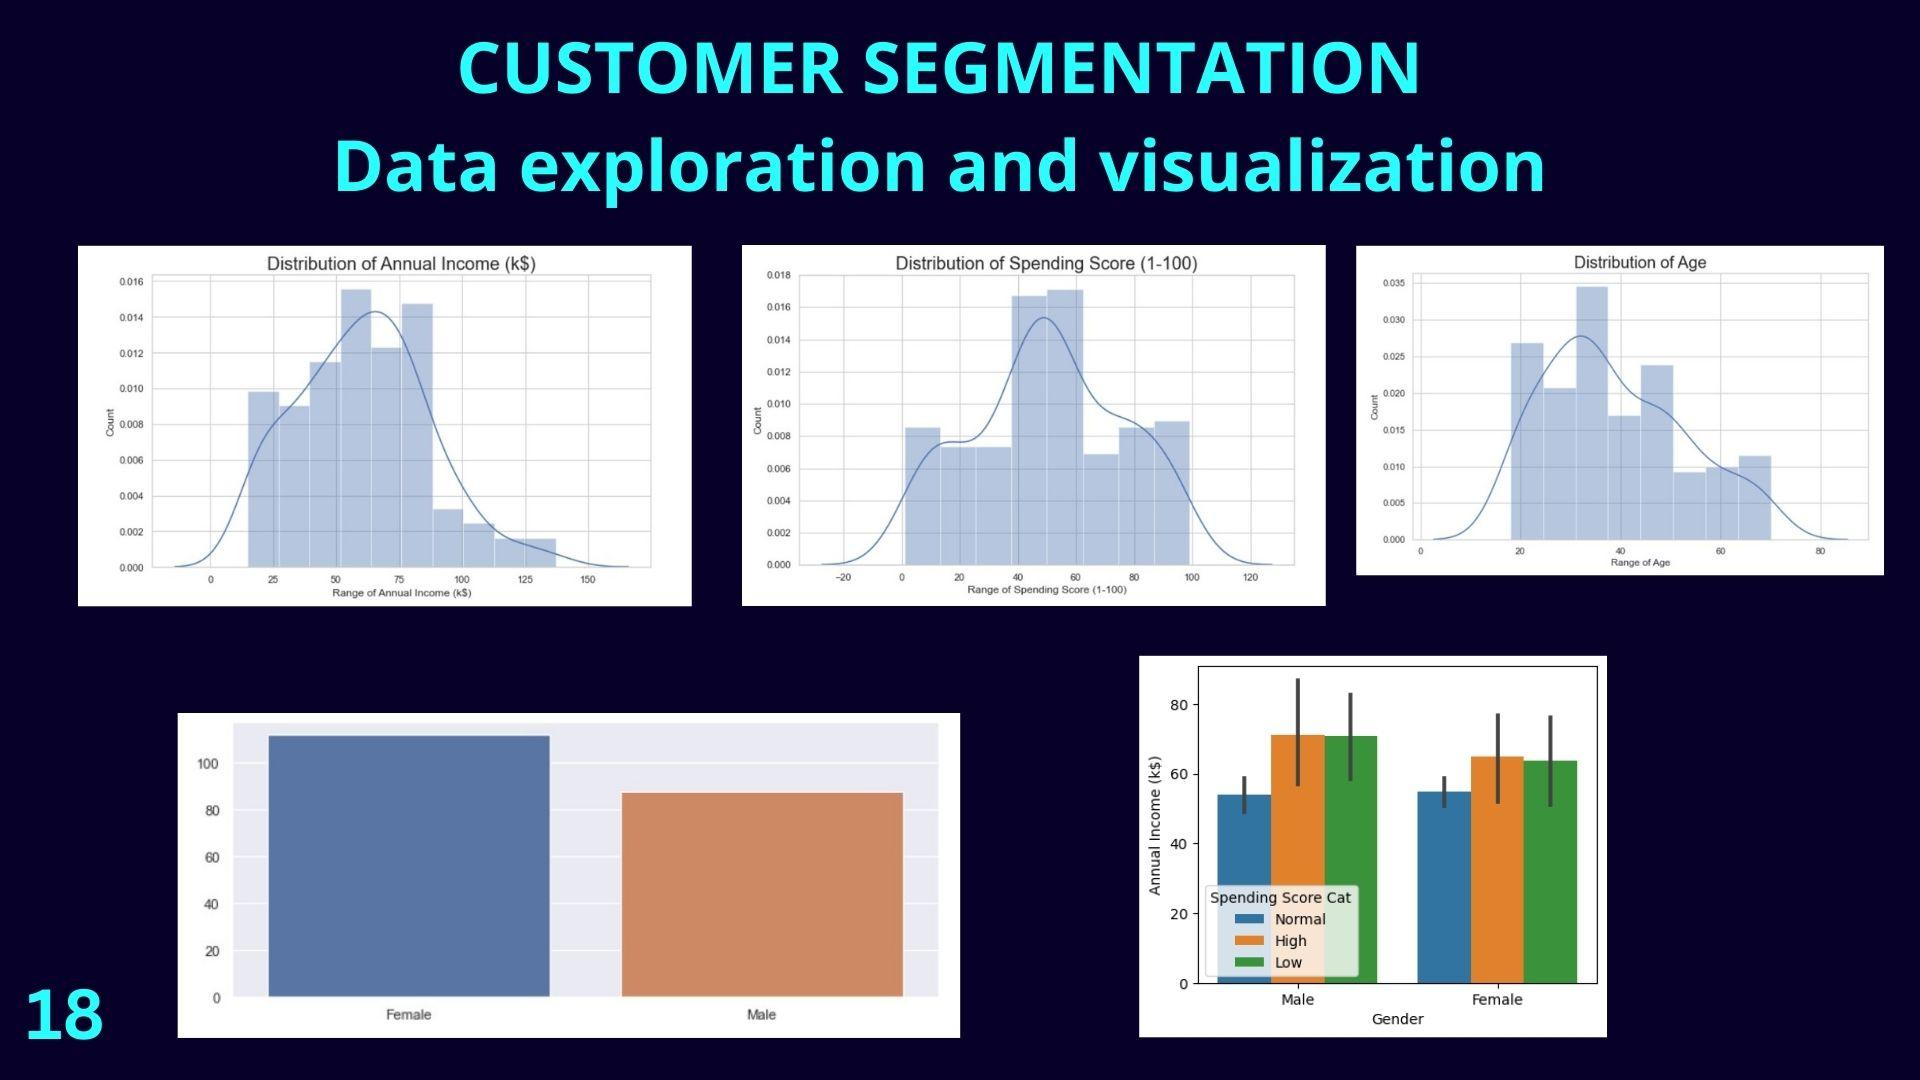 CUSTOMER SEGMENTATION
Data exploration and visualization
Distribution of Annual Income (k$)
0.016
0.014
0.012
0.010
0.008
0.006
0.004
0.002
0.000
Count
0 25 50 75 100 125 150
Range of Annual Income (k$)
Distribution of Spending Score (1-100)
0.018
0.016
0.014
0.012
0.010
0.008
0.006
0.004
0.002
0.000
Count
−20 0 20 40 60 80 100 120
Range of Spending Score (1-100)
Distribution of Age
0.035
0.030
0.025
0.020
0.015
0.010
0.005
0.000
Count
0 20 40 60 80
Range of Age
100
80
60
40
20
0
Female Male
80
60
40
20
0
Annual Income (k$)
Spending Score Cat
Normal
High
Low
Male Female
Gender
18